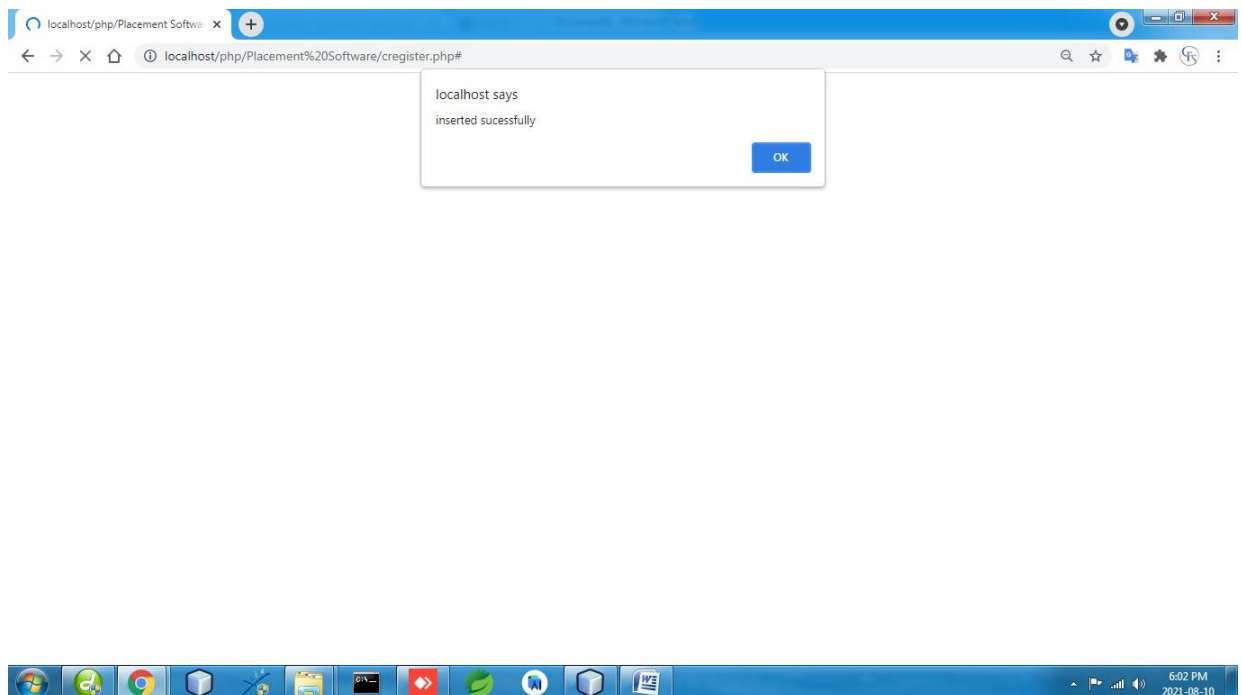 localhost/php/Placement Softwa
localhost/php/Placement%20Software/cregister.php#
localhost says
inserted sucessfully
OK
6:02 PM
2021-08-10